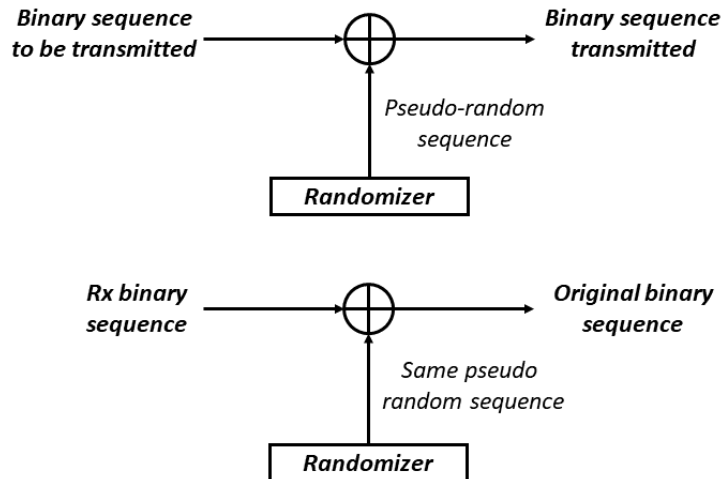 Binary sequence
to be transmitted
Binary sequence
transmitted
Pseudo-random
sequence
Randomizer
Rx binary
sequence
Original binary
sequence
Same pseudo
random sequence
Randomizer